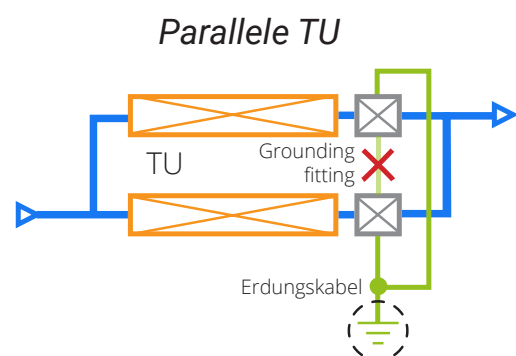 Parallele TU
TU
Grounding
fitting
Erdungskabel